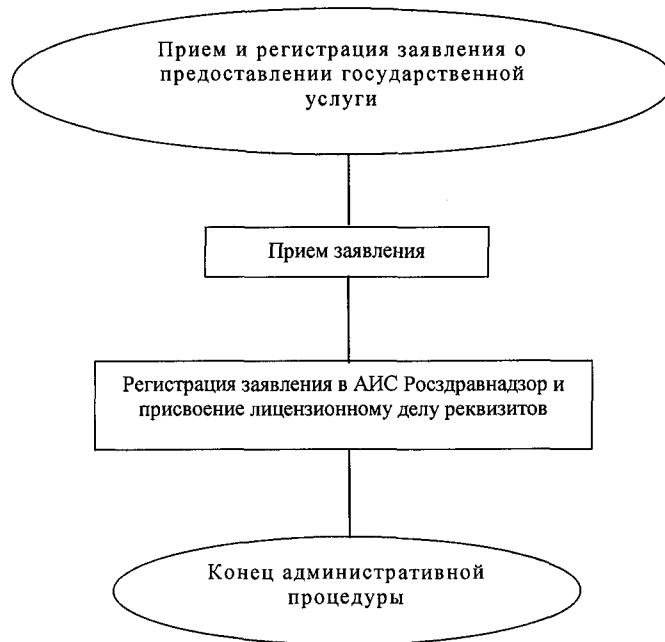 Прием и регистрация заявления о
предоставлении государственной
услуги
Прием заявления
Регистрация заявления в АИС Росздравнадзор и
присвоение лицензионному делу реквизитов
Конец административной
процедуры